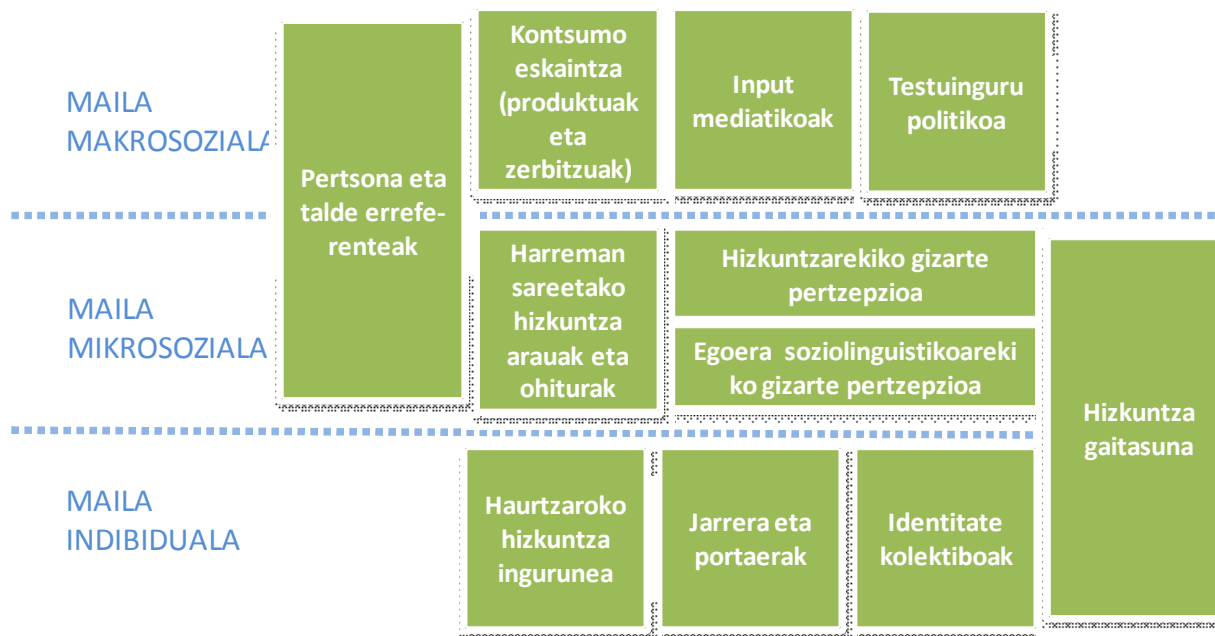 MAILA
MAKROSOZIALA
Pertsona eta
talde errefe-
renteak
Kontsumo
eskaintza
(produktuak
eta
zerbitzuak)
Input
mediatikoak
Testuinguru
politikoa
MAILA
MIKROSOZIALA
Harreman
sareetako
hizkuntza
arauak eta
ohiturak
Hizkuntzarekiko gizarte
pertzepzioa
Egoera soziolinguistikoareki
ko gizarte pertzepzioa
Hizkuntza
gaitasuna
MAILA
INDIBIDUALA
Haurtzaroko
hizkuntza
ingurunea
Jarrera eta
portaerak
Identitate
kolektiboak